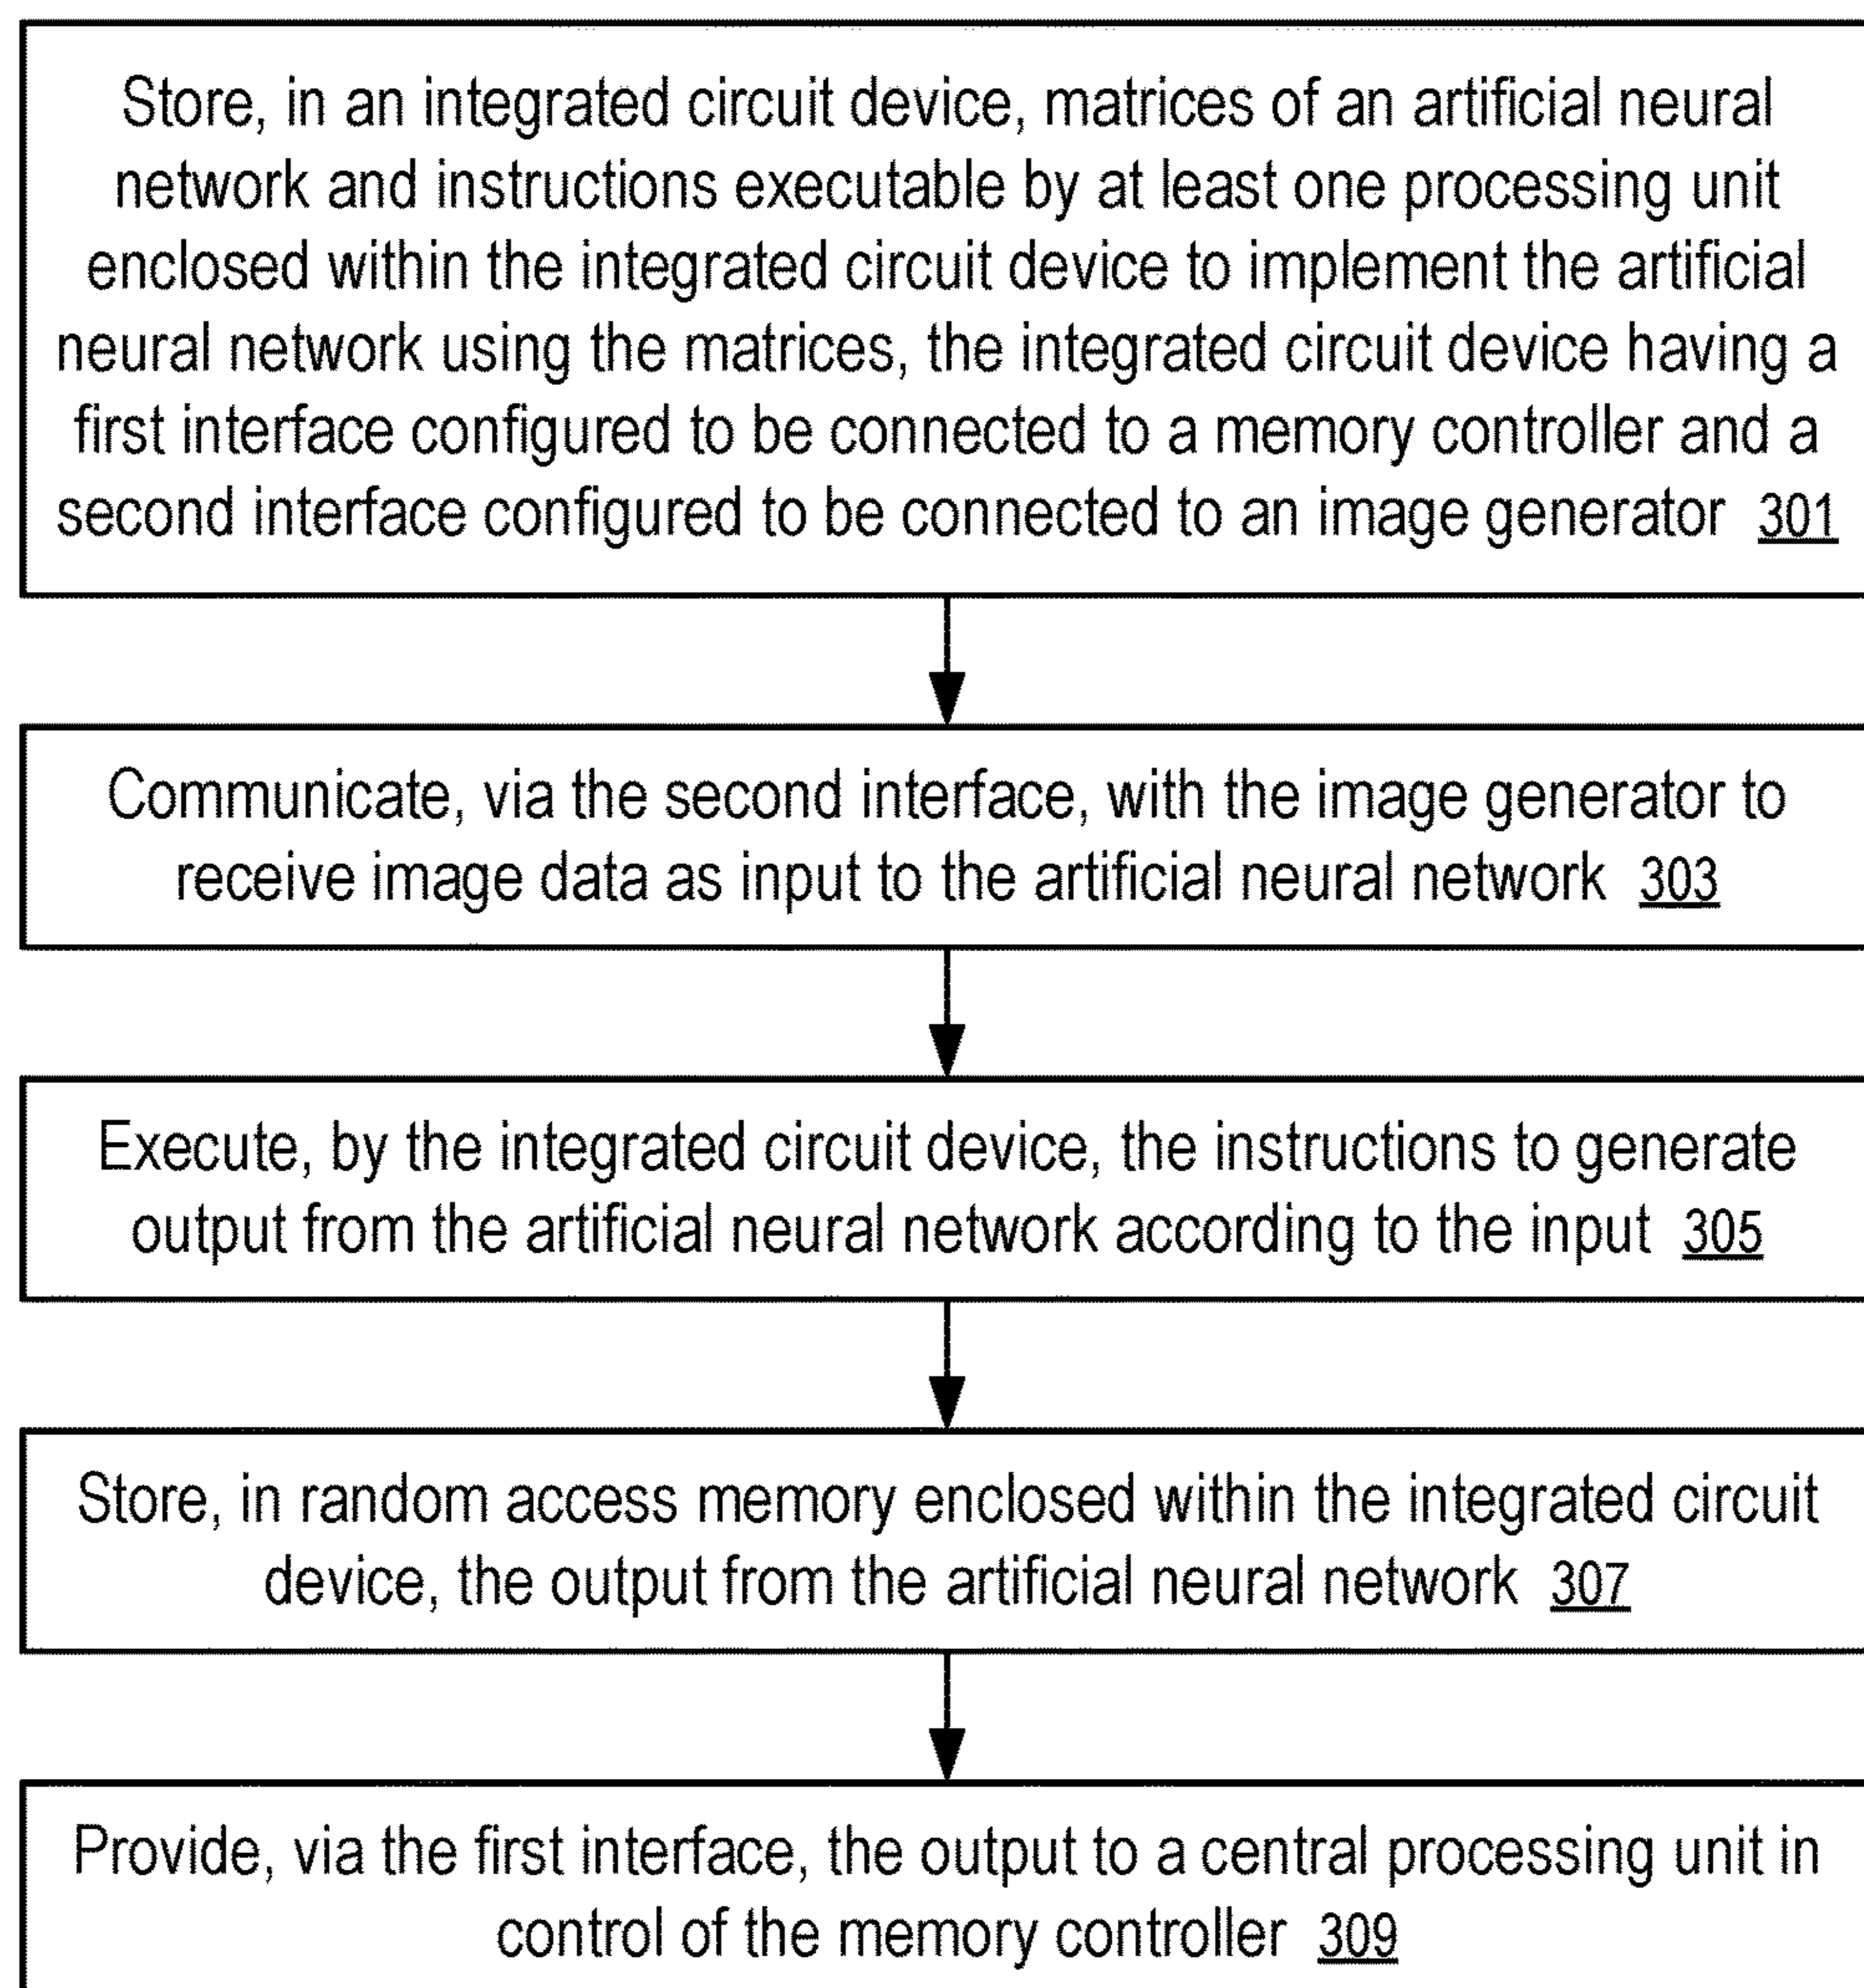 Store, in an integrated circuit device, matrices of an artificial neural
network and instructions executable by at least one processing unit
enclosed within the integrated circuit device to implement the artificial
neural network using the matrices, the integrated circuit device having a
first interface configured to be connected to a memory controller and a
second interface configured to be connected to an image generator 301
Communicate, via the second interface, with the image generator to
receive image data as input to the artificial neural network 303
Execute, by the integrated circuit device, the instructions to generate
output from the artificial neural network according to the input 305
Store, in random access memory enclosed within the integrated circuit
device, the output from the artificial neural network 307
Provide, via the first interface, the output to a central processing unit in
control of the memory controller 309